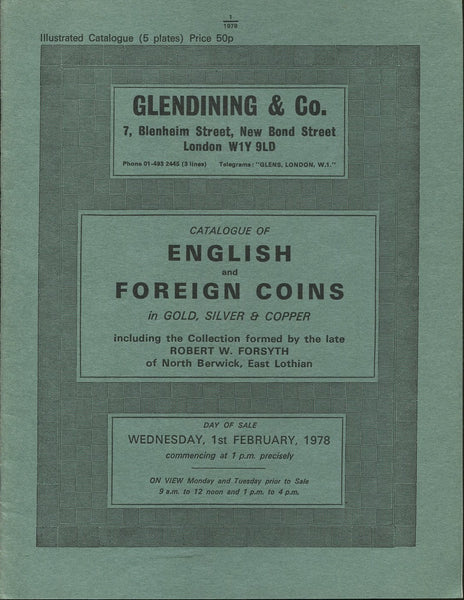 1
1978
Illustrated Catalogue (5 plates) Price 50p
GLENDINING & Co.
7, Blenheim Street, New Bond Street
London W1Y 9LD
Phone 01-493 2445 (3 lines) Telegrams: "GLENS, LONDON, W.1."
CATALOGUE OF
ENGLISH
and
FOREIGN COINS
in GOLD, SILVER & COPPER
including the Collection formed by the late
ROBERT W. FORSYTH
of North Berwick, East Lothian
DAY OF SALE
WEDNESDAY, 1st FEBRUARY, 1978
commencing at 1 p.m. precisely
ON VIEW Monday and Tuesday prior to Sale
9 a.m. to 12 noon and 1 p.m. to 4 p.m.